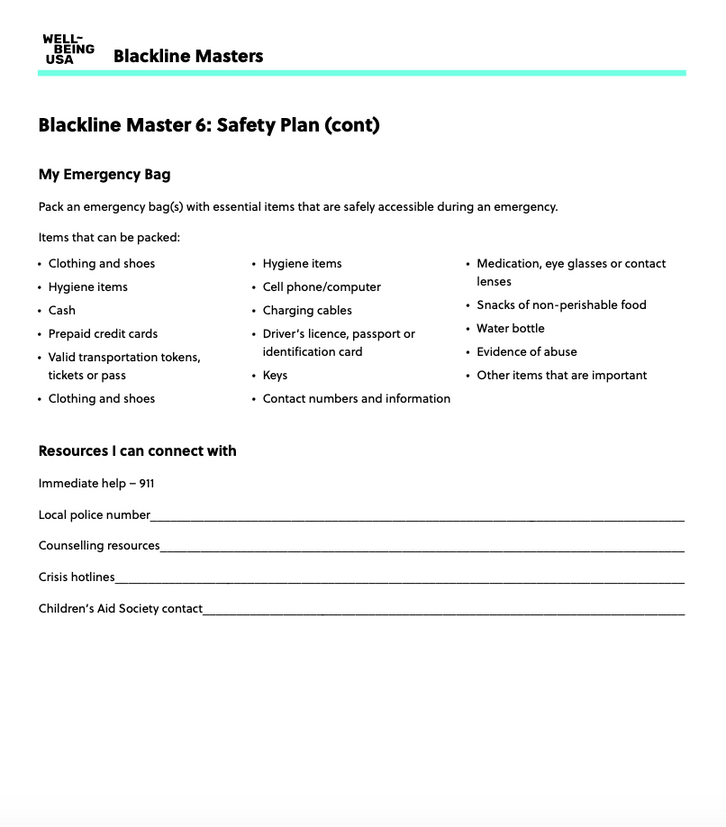 WELL~
BEING
USA
Blackline Masters
Blackline Master 6: Safety Plan (cont)
My Emergency Bag
Pack an emergency bag(s) with essential items that are safely accessible during an emergency.
Items that can be packed:
• Clothing and shoes
• Hygiene items
• Cash
• Prepaid credit cards
• Valid transportation tokens,
tickets or pass
• Clothing and shoes
• Hygiene items
• Cell phone/computer
• Charging cables
• Driver's licence, passport or
identification card
• Keys
• Contact numbers and information
• Medication, eye glasses or contact
lenses
• Snacks of non-perishable food
• Water bottle
• Evidence of abuse
• Other items that are important
Resources I can connect with
Immediate help – 911
Local police number
Counselling resources
Crisis hotlines
Children's Aid Society contact